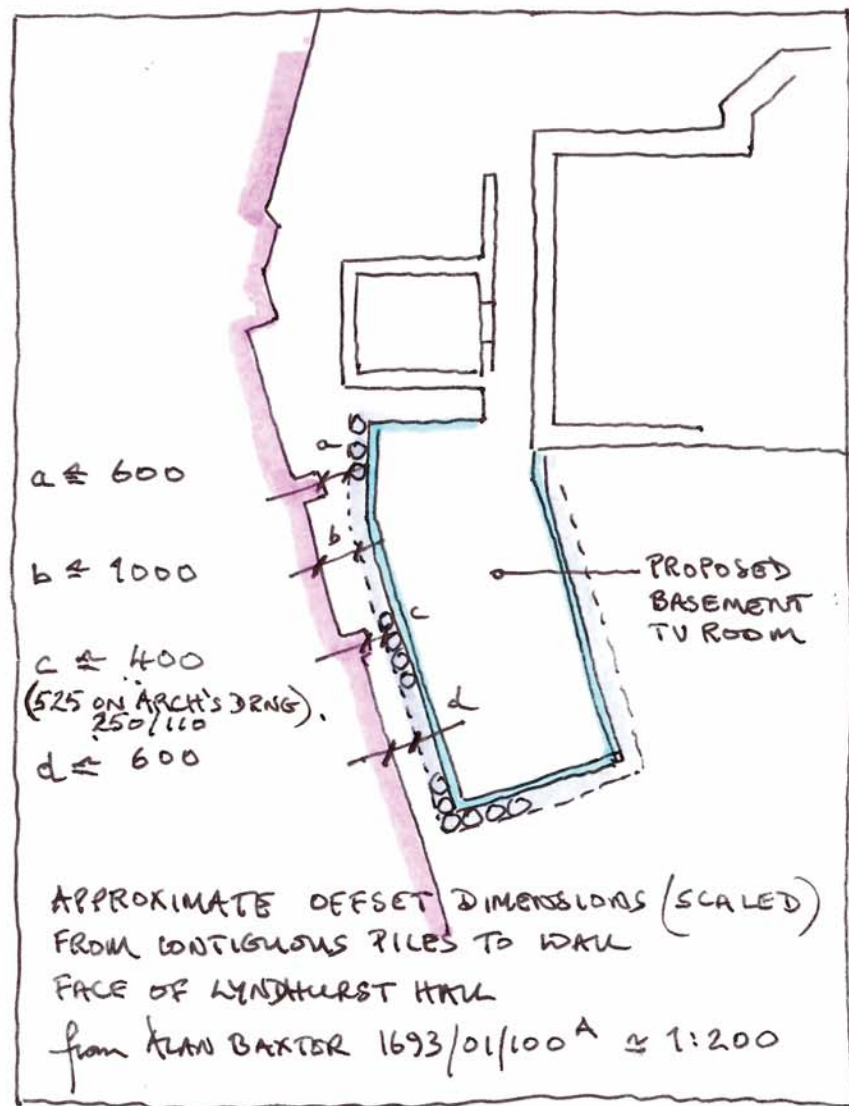 a
a ≃ 600
b
b ≃ 1000
PROPOSED
BASEMENT
TV ROOM
c
c ≃ 400
(525 ON ARCH'S DRNG).
250/110
d
d ≃ 600
APPROXIMATE OFFSET DIMENSIONS (SCALED)
FROM CONTIGUOUS PILES TO WALL
FACE OF LYNDHURST HALL
from ALAN BAXTER 1693/01/100 A ≃ 1:200